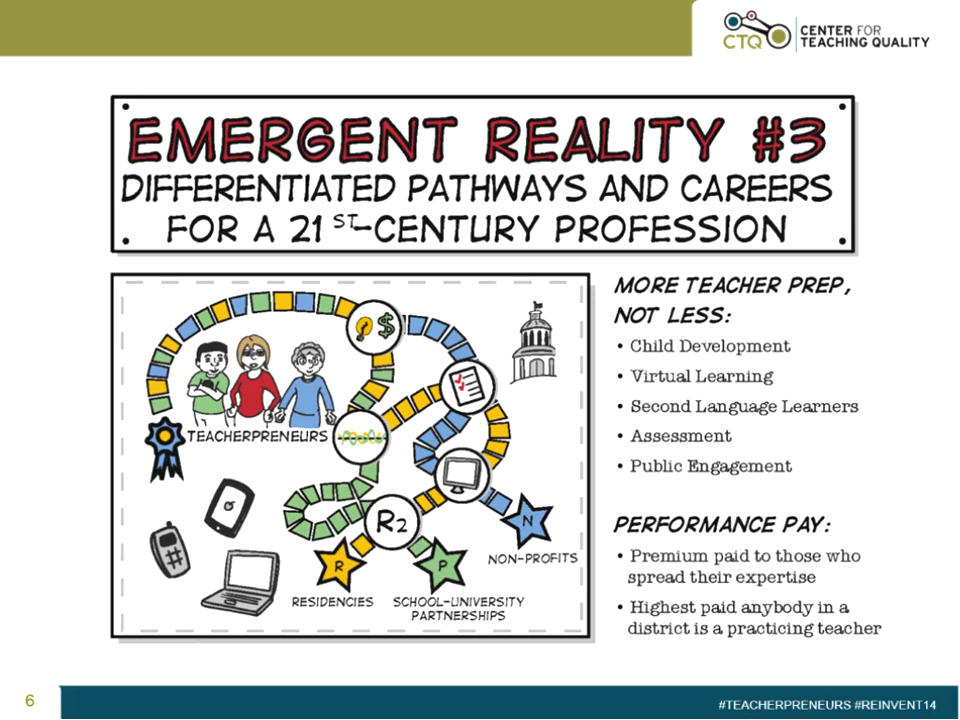 CTQ
CENTER FOR
TEACHING QUALITY
EMERGENT REALITY #3
DIFFERENTIATED PATHWAYS AND CAREERS
FOR A 21ST-CENTURY PROFESSION
$
TEACHERPRENEURS
R2
N
R
P
NON-PROFITS
RESIDENCIES
SCHOOL-UNIVERSITY
PARTNERSHIPS
MORE TEACHER PREP,
NOT LESS:
• Child Development
• Virtual Learning
• Second Language Learners
• Assessment
• Public Engagement
PERFORMANCE PAY:
• Premium paid to those who
spread their expertise
• Highest paid anybody in a
district is a practicing teacher
6
#TEACHERPRENEURS #REINVENT14